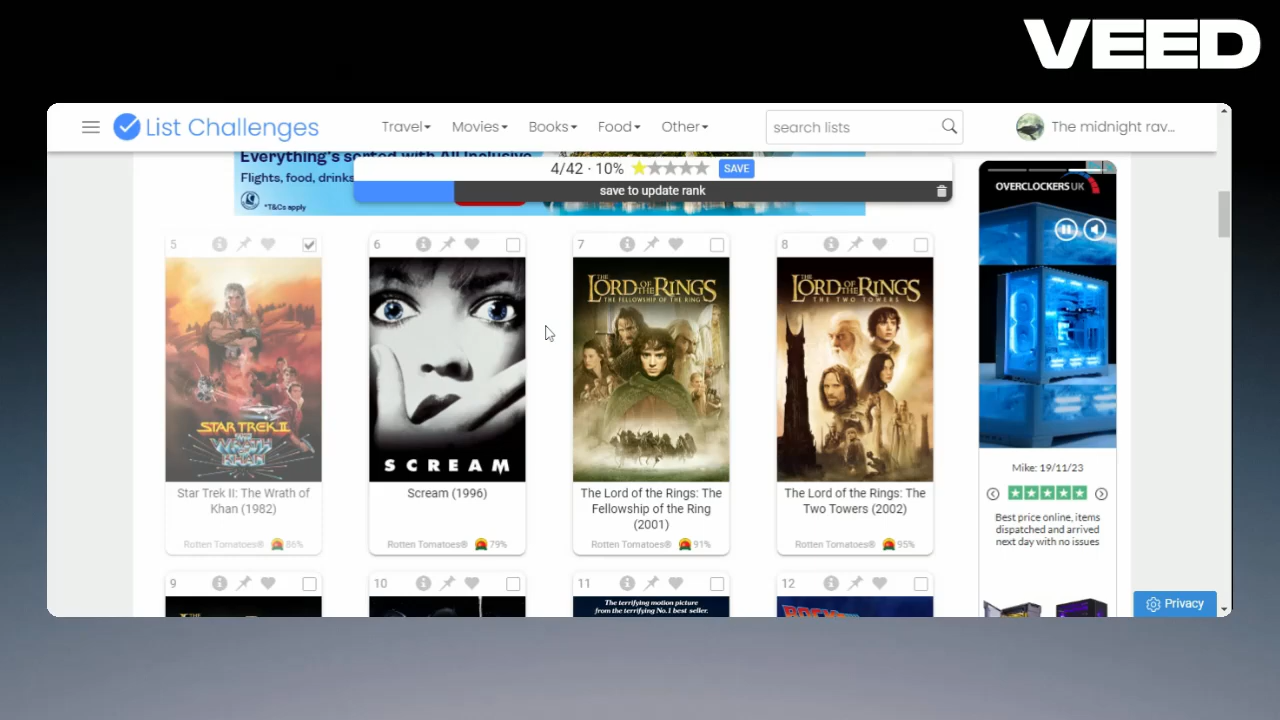 VEED
List Challenges
Travel
Movies
Books
Food
Other
search lists
The midnight rav...
Everything's sorted with All Inclusive
Flights, food, drinks
*T&Cs apply
4/42 · 10%
SAVE
save to update rank
5
6
7
8
STAR TREK II
THE WRATH OF KHAN
SCREAM
THE LORD OF THE RINGS
THE FELLOWSHIP OF THE RING
THE LORD OF THE RINGS
THE TWO TOWERS
Star Trek II: The Wrath of
Khan (1982)
Scream (1996)
The Lord of the Rings: The
Fellowship of the Ring
(2001)
The Lord of the Rings: The
Two Towers (2002)
Rotten Tomatoes® 86%
Rotten Tomatoes® 79%
Rotten Tomatoes® 91%
Rotten Tomatoes® 95%
9
10
11
12
The terrifying motion picture
from the terrifying No.1 best seller.
OVERCLOCKERS UK
Mike: 19/11/23
Best price online, items
dispatched and arrived
next day with no issues
Privacy